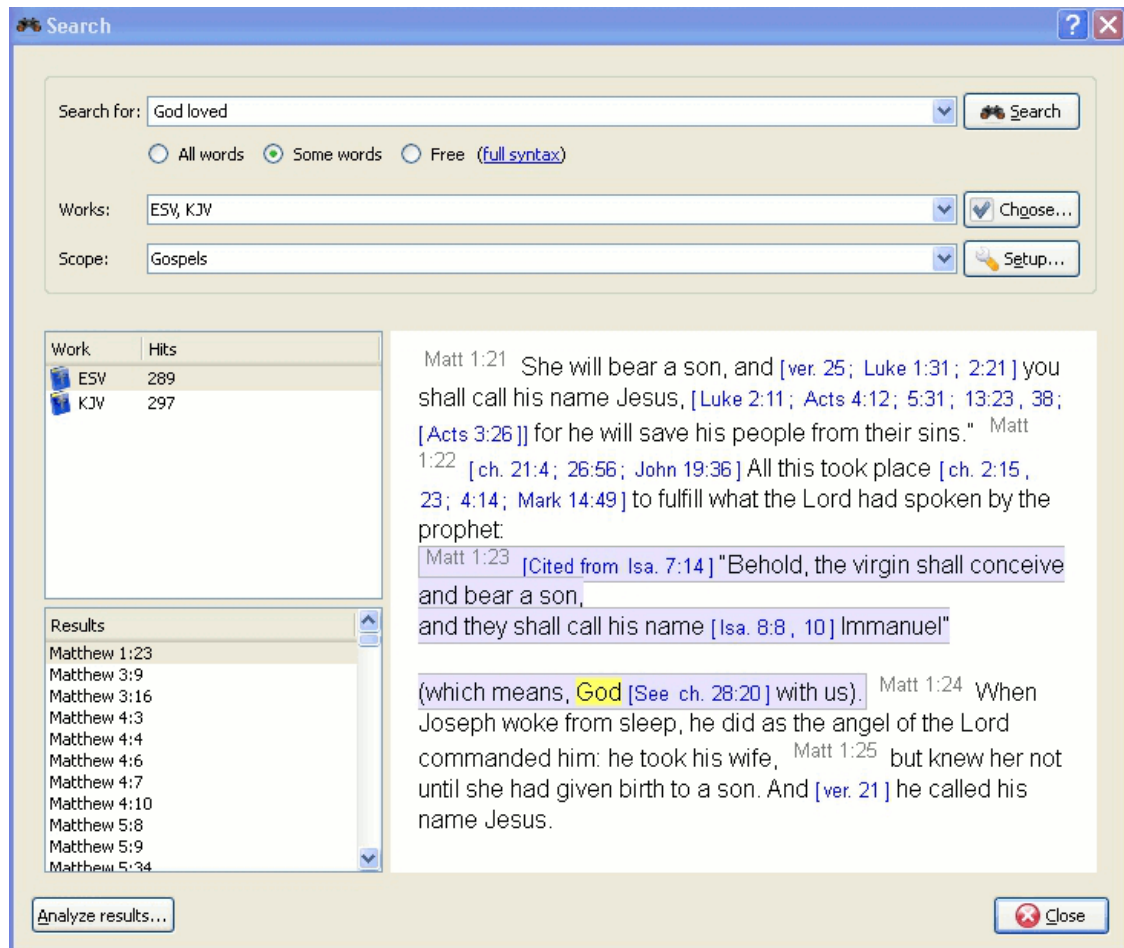 Search
Search for: God loved Search
All words Some words Free (full syntax)
Works: ESV, KJV Choose...
Scope: Gospels Setup...
Work Hits
ESV 289
KJV 297
Results
Matthew 1:23
Matthew 3:9
Matthew 3:16
Matthew 4:3
Matthew 4:4
Matthew 4:6
Matthew 4:7
Matthew 4:10
Matthew 5:8
Matthew 5:9
Matthew 5:34
Matt 1:21 She will bear a son, and [ver. 25; Luke 1:31; 2:21] you
shall call his name Jesus, [Luke 2:11; Acts 4:12; 5:31; 13:23, 38;
[Acts 3:26]] for he will save his people from their sins." Matt
1:22 [ch. 21:4; 26:56; John 19:36] All this took place [ch. 2:15,
23; 4:14; Mark 14:49] to fulfill what the Lord had spoken by the
prophet:
Matt 1:23 [Cited from Isa. 7:14] "Behold, the virgin shall conceive
and bear a son,
and they shall call his name [Isa. 8:8, 10] Immanuel"
(which means, God [See ch. 28:20] with us). Matt 1:24 When
Joseph woke from sleep, he did as the angel of the Lord
commanded him: he took his wife, Matt 1:25 but knew her not
until she had given birth to a son. And [ver. 21] he called his
name Jesus.
Analyze results... Close